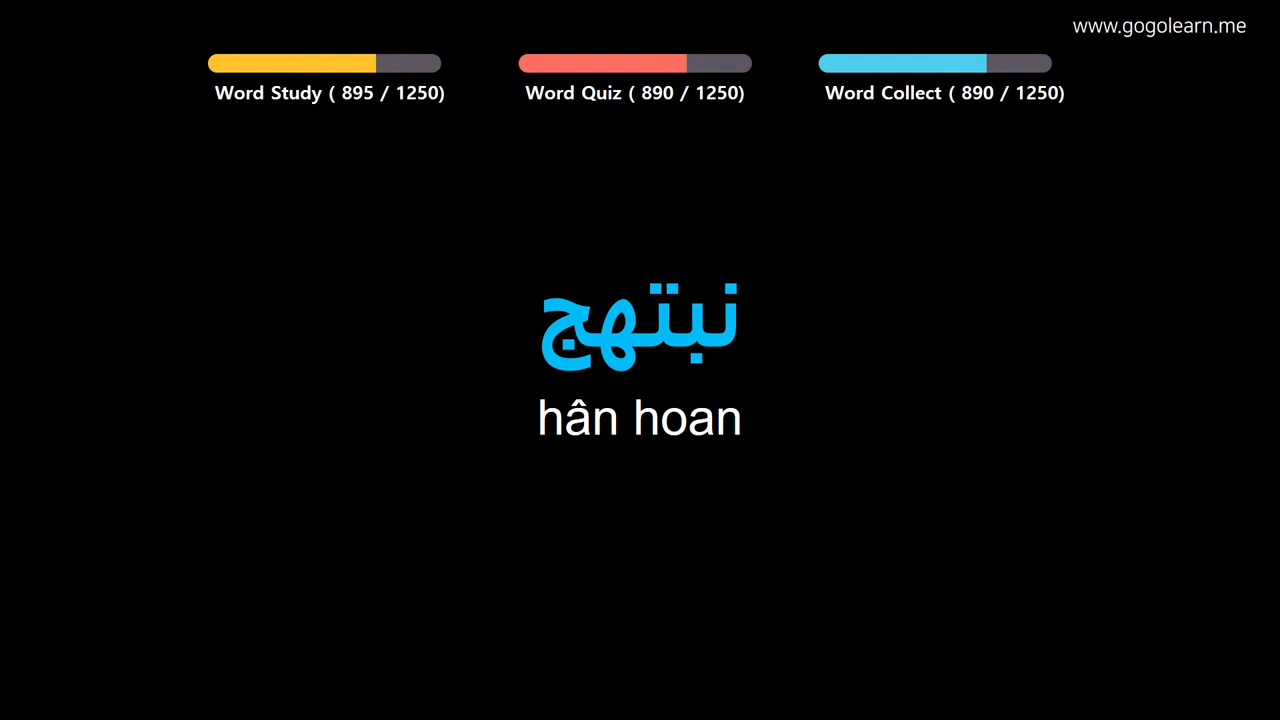 www.gogolearn.me
Word Study ( 895 / 1250)
Word Quiz ( 890 / 1250)
Word Collect ( 890 / 1250)
نبتهج
hân hoan